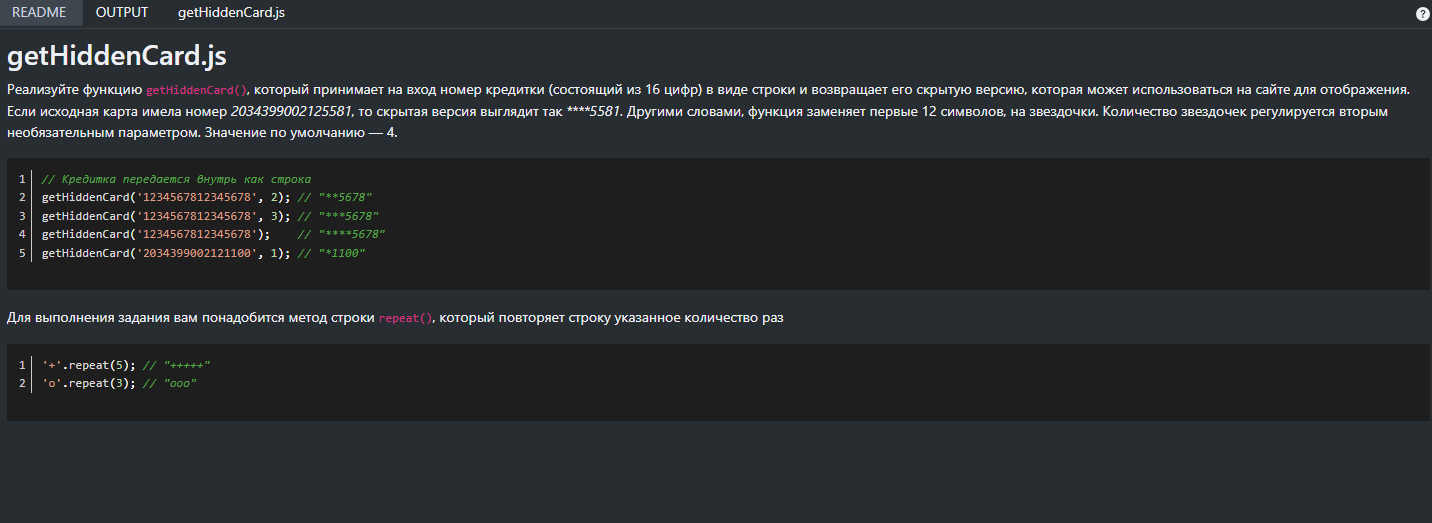 README OUTPUT getHiddenCard.js ?
getHiddenCard.js
Реализуйте функцию getHiddenCard(), который принимает на вход номер кредитки (состоящий из 16 цифр) в виде строки и возвращает его скрытую версию, которая может использоваться на сайте для отображения.
Если исходная карта имела номер 2034399002125581, то скрытая версия выглядит так ****5581. Другими словами, функция заменяет первые 12 символов, на звездочки. Количество звездочек регулируется вторым
необязательным параметром. Значение по умолчанию — 4.
1 // Кредитка передается внутрь как строка
2 getHiddenCard('1234567812345678', 2); // "**5678"
3 getHiddenCard('1234567812345678', 3); // "***5678"
4 getHiddenCard('1234567812345678');    // "****5678"
5 getHiddenCard('2034399002121100', 1); // "*1100"
Для выполнения задания вам понадобится метод строки repeat(), который повторяет строку указанное количество раз
1 '+'.repeat(5); // "+++++"
2 'o'.repeat(3); // "ooo"